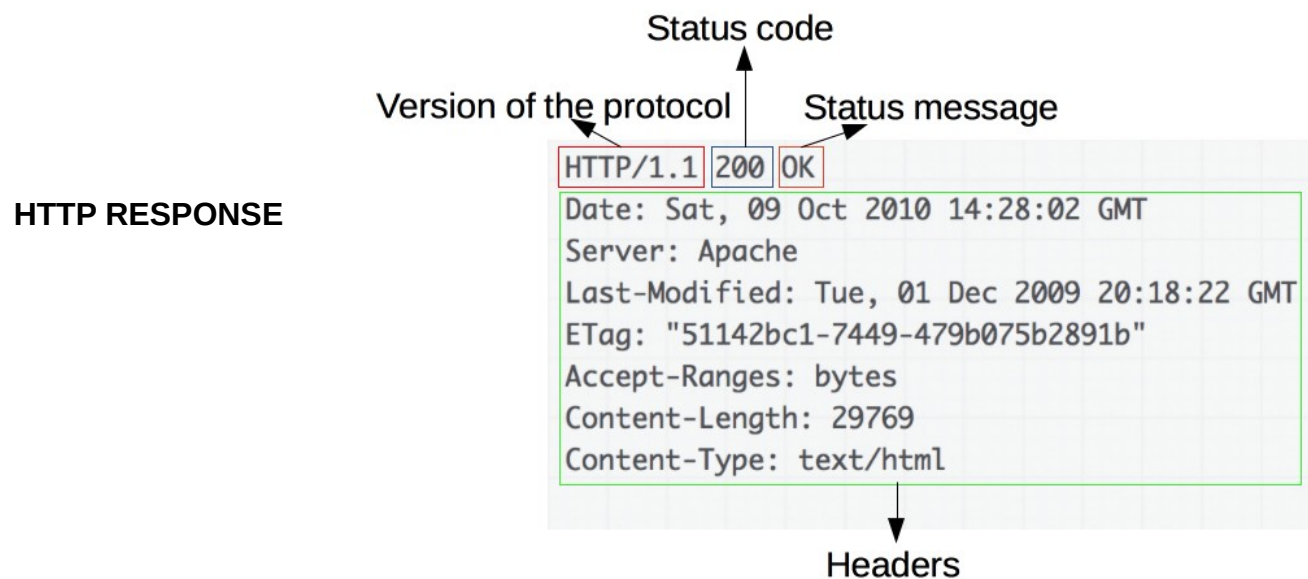 Status code
Version of the protocol
Status message
HTTP/1.1 200 OK
HTTP RESPONSE
Date: Sat, 09 Oct 2010 14:28:02 GMT
Server: Apache
Last-Modified: Tue, 01 Dec 2009 20:18:22 GMT
ETag: "51142bc1-7449-479b075b2891b"
Accept-Ranges: bytes
Content-Length: 29769
Content-Type: text/html
Headers